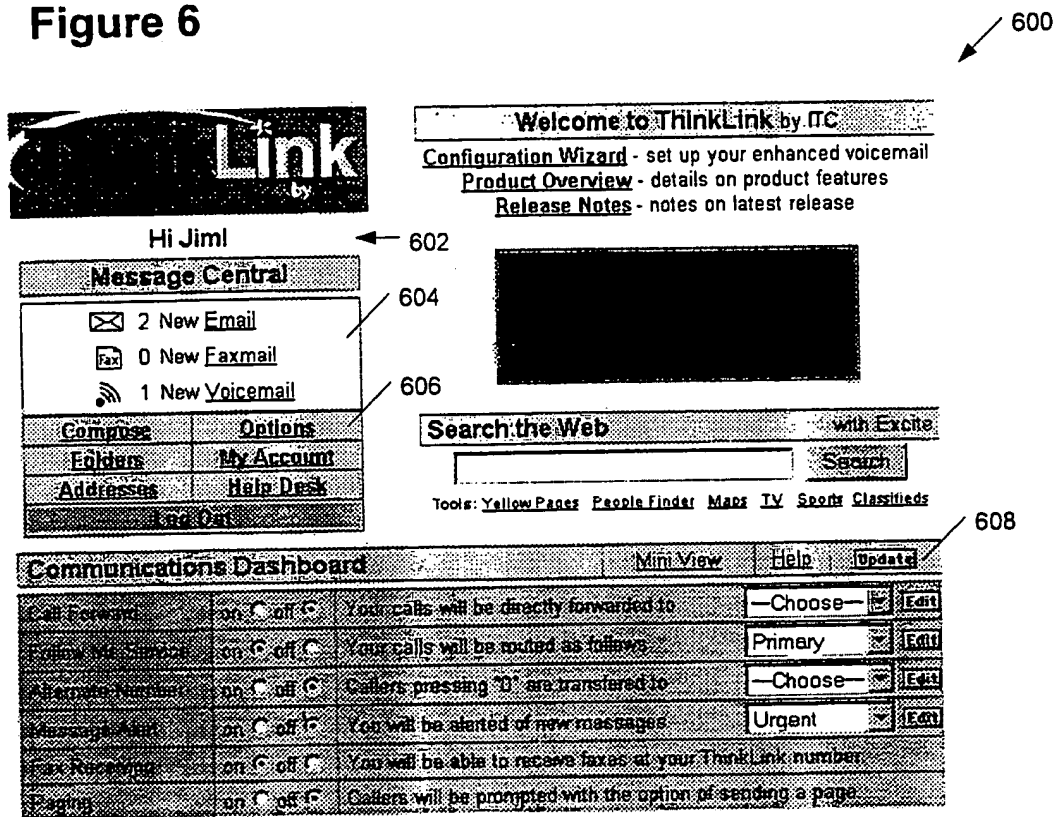 Figure 6
600
Link
by
Welcome to ThinkLink by ITC
Configuration Wizard - set up your enhanced voicemail
Product Overview - details on product features
Release Notes - notes on latest release
Hi Jim!
602
Message Central
604
2 New Email
Fax 0 New Faxmail
1 New Voicemail
606
Compose Options
Folders My Account
Addresses Help Desk
Log Out
Search the Web with Excite
Search
Tools: Yellow Pages People Finder Maps TV Sports Classifieds
608
Communications Dashboard Mini View Help Update
Call Forward on off Your calls will be directly forwarded to —Choose— Edit
Follow Me Service on off Your calls will be routed as follows Primary Edit
Alternate Number on off Callers pressing "0" are transfered to —Choose— Edit
Message Alert on off You will be alerted of new messages Urgent Edit
Fax Receiving on off You will be able to receive faxes at your ThinkLink number.
Paging on off Callers will be prompted with the option of sending a page.